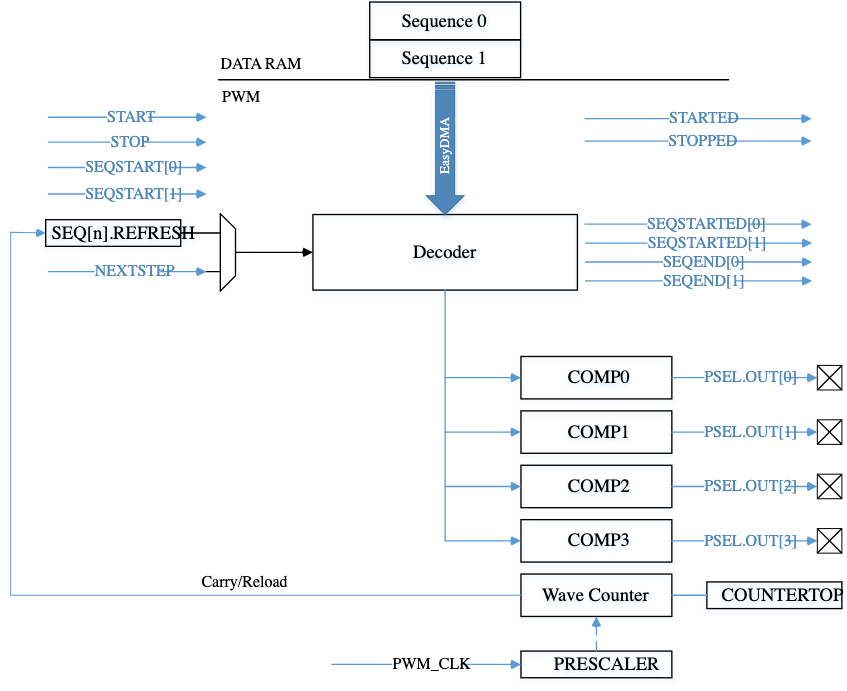 Sequence 0
Sequence 1
DATA RAM
PWM
EasyDMA
START
STOP
SEQSTART[0]
SEQSTART[1]
SEQ[n].REFRESH
NEXTSTEP
Decoder
STARTED
STOPPED
SEQSTARTED[0]
SEQSTARTED[1]
SEQEND[0]
SEQEND[1]
COMP0
PSEL.OUT[0]
COMP1
PSEL.OUT[1]
COMP2
PSEL.OUT[2]
COMP3
PSEL.OUT[3]
Carry/Reload
Wave Counter
COUNTERTOP
PWM_CLK
PRESCALER